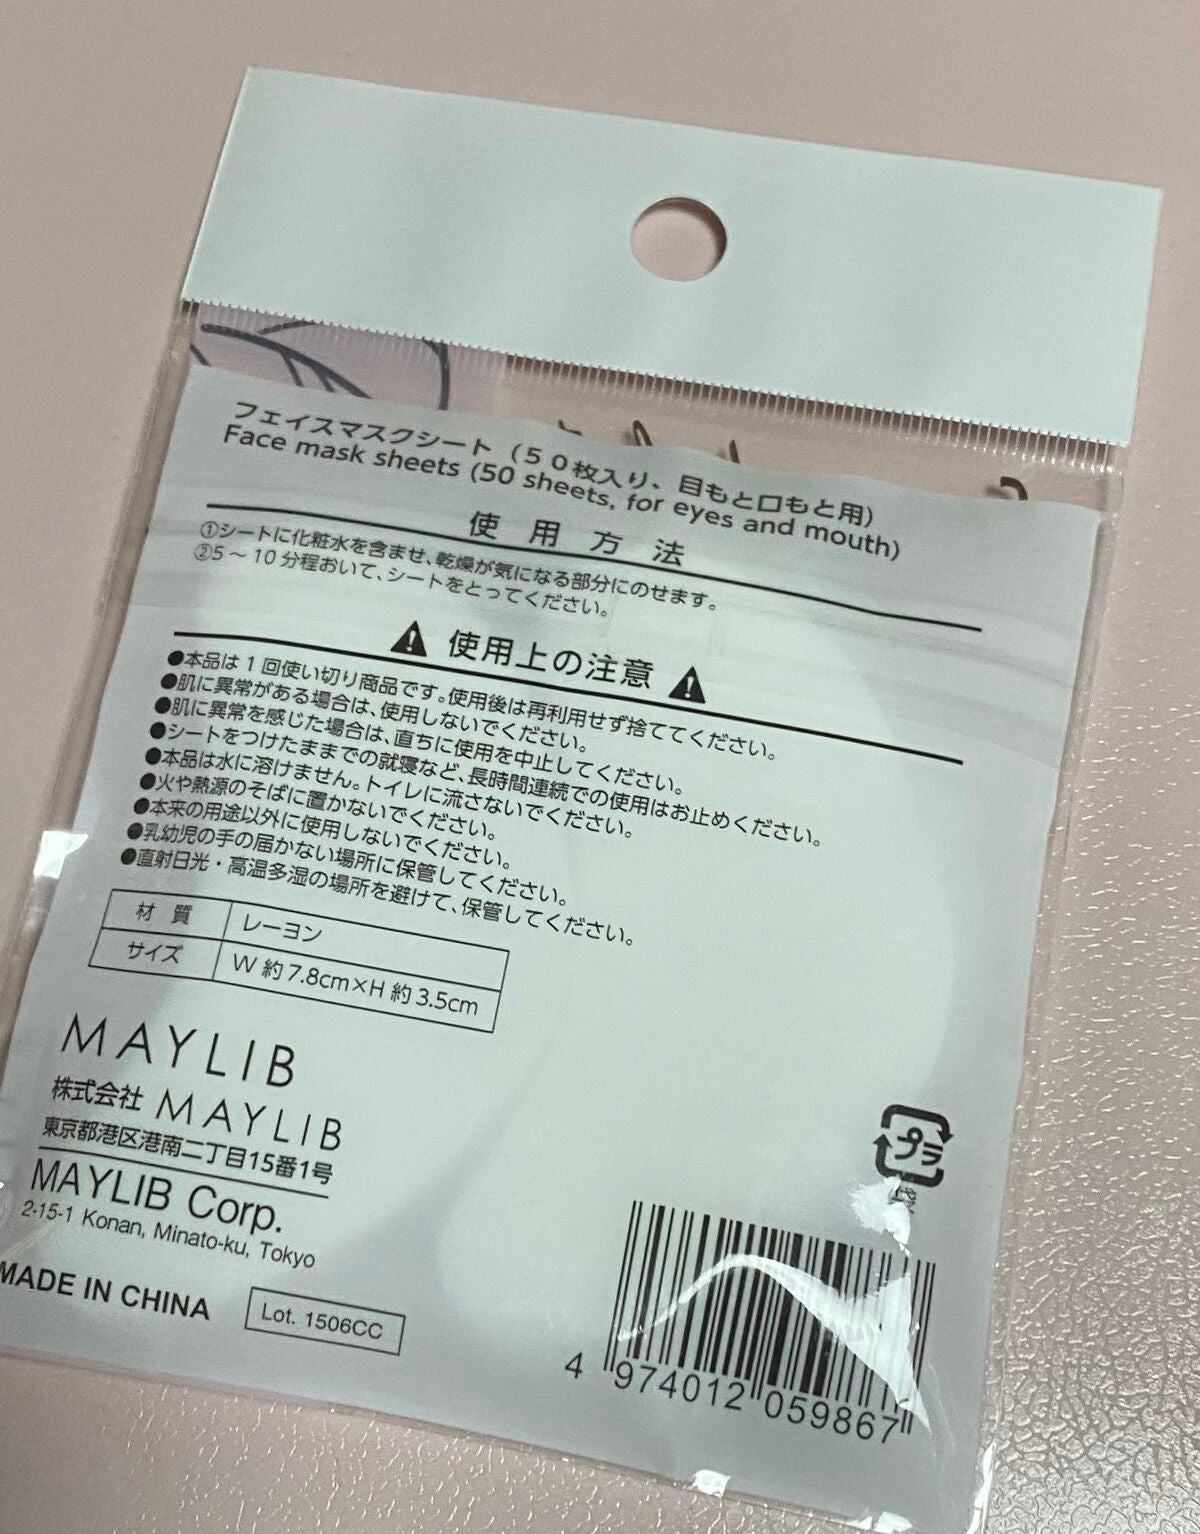 フェイスマスクシート（50枚入り、目もと口もと用）
Face mask sheets (50 sheets, for eyes and mouth)
使用方法
①シートに化粧水を含ませ、乾燥が気になる部分にのせます。
②5～10分程おいて、シートをとってください。
使用上の注意
●本品は1回使い切り商品です。使用後は再利用せず捨ててください。
●肌に異常がある場合は、使用しないでください。
●肌に異常を感じた場合は、直ちに使用を中止してください。
●シートをつけたままでの就寝など、長時間連続での使用はお止めください。
●本品は水に溶けません。トイレに流さないでください。
●火や熱源のそばに置かないでください。
●本来の用途以外に使用しないでください。
●乳幼児の手の届かない場所に保管してください。
●直射日光・高温多湿の場所を避けて、保管してください。
材質 レーヨン
サイズ W約7.8cm×H約3.5cm
MAYLIB
株式会社 MAYLIB
東京都港区港南二丁目15番1号
MAYLIB Corp.
2-15-1 Konan, Minato-ku, Tokyo
MADE IN CHINA
Lot. 1506CC
プラ
袋
4 974012 059867